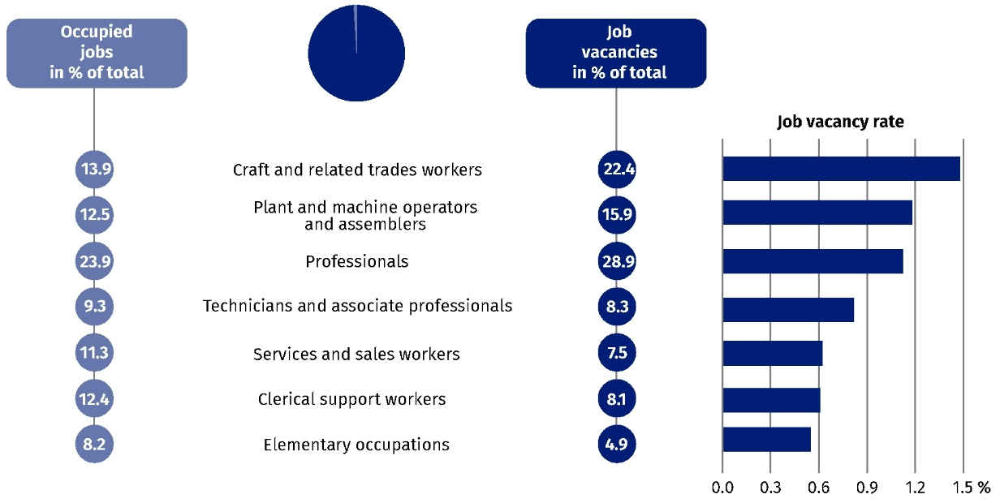 Occupied
jobs
in % of total
Job
vacancies
in % of total
Job vacancy rate
13.9
Craft and related trades workers
22.4
12.5
Plant and machine operators
and assemblers
15.9
23.9
Professionals
28.9
9.3
Technicians and associate professionals
8.3
11.3
Services and sales workers
7.5
12.4
Clerical support workers
8.1
8.2
Elementary occupations
4.9
0.0 0.3 0.6 0.9 1.2 1.5 %